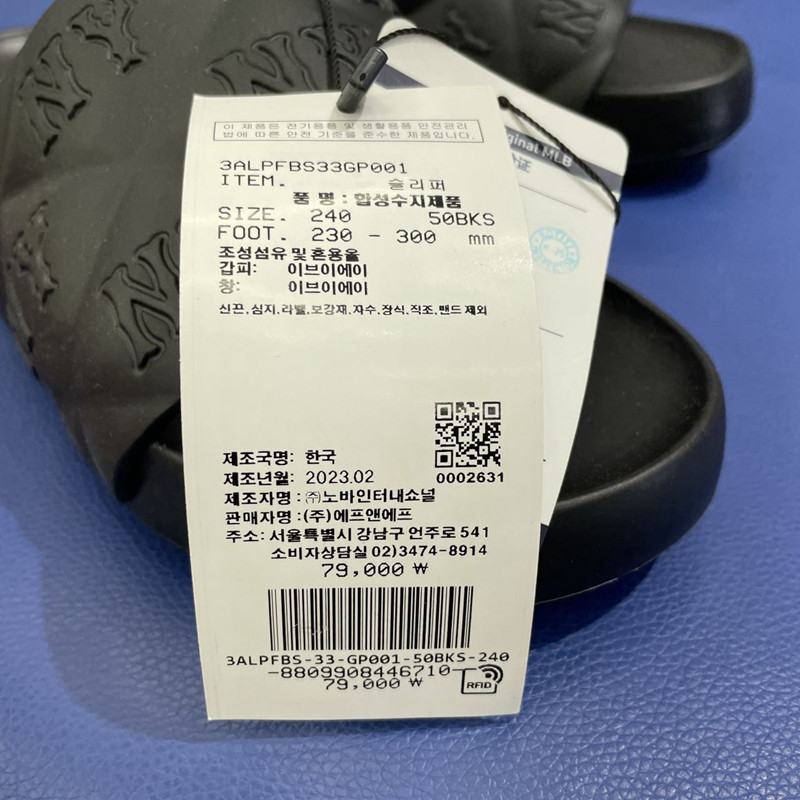 NY
NY
NY
NY
이 제품은 전기용품 및 생활용품 안전관리
법에 따른 안전 기준을 준수한 제품입니다.
3ALPFBS33GP001
ITEM. 슬리퍼
품 명 : 합성수지제품
SIZE. 240 50BKS
FOOT. 230 - 300 mm
조성섬유 및 혼용율
갑피: 이브이에이
창: 이브이에이
신끈,심지,라벨,보강재,자수,장식,직조,밴드 제외
0002631
제조국명: 한국
제조년월: 2023.02
제조자명 : ㈜노바인터내쇼널
판매자명 : (주)에프앤에프
주소: 서울특별시 강남구 언주로 541
소비자상담실 02)3474-8914
79,000 ₩
3ALPFBS-33-GP001-50BKS-240
-8809908446710-
79,000 ₩
RFID
ginal MLB